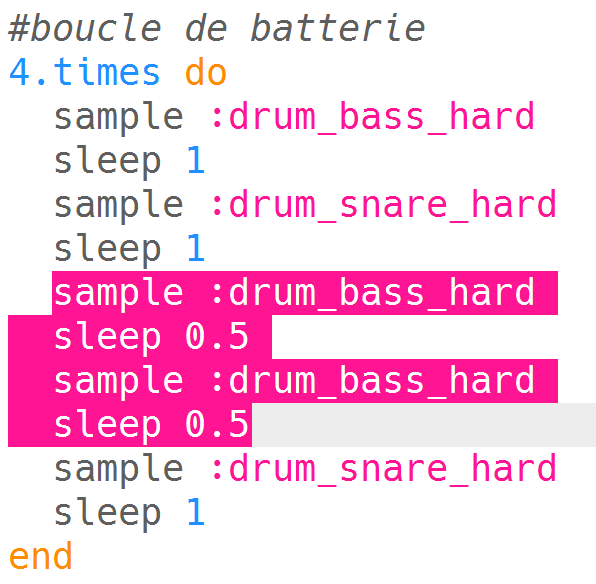 #boucle de batterie
4.times do
  sample :drum_bass_hard
  sleep 1
  sample :drum_snare_hard
  sleep 1
  sample :drum_bass_hard
  sleep 0.5
  sample :drum_bass_hard
  sleep 0.5
  sample :drum_snare_hard
  sleep 1
end